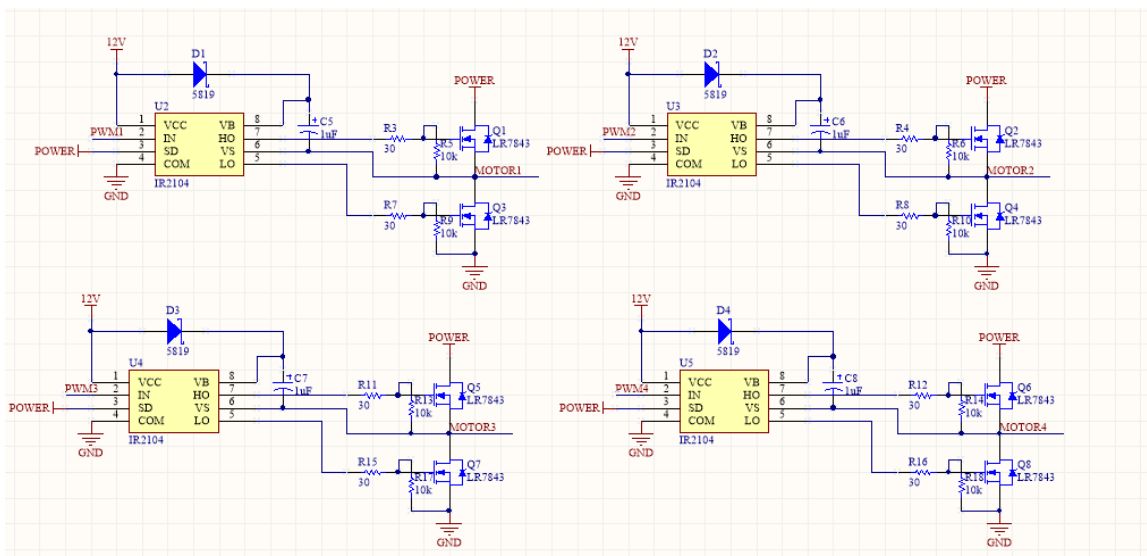 12V
D1
5819
POWER
U2
1 VCC VB 8
PWM1 2 IN HO 7
POWER 3 SD VS 6
4 COM LO 5
IR2104
GND
C5
1uF
R3
30
R5
10k
Q1
LR7843
MOTOR1
R7
30
R9
10k
Q3
LR7843
GND
12V
D2
5819
POWER
U3
1 VCC VB 8
PWM2 2 IN HO 7
POWER 3 SD VS 6
4 COM LO 5
IR2104
GND
C6
1uF
R4
30
R6
10k
Q2
LR7843
MOTOR2
R8
30
R10
10k
Q4
LR7843
GND
12V
D3
5819
POWER
U4
1 VCC VB 8
PWM3 2 IN HO 7
POWER 3 SD VS 6
4 COM LO 5
IR2104
GND
C7
1uF
R11
30
R13
10k
Q5
LR7843
MOTOR3
R15
30
R17
10k
Q7
LR7843
GND
12V
D4
5819
POWER
U5
1 VCC VB 8
PWM4 2 IN HO 7
POWER 3 SD VS 6
4 COM LO 5
IR2104
GND
C8
1uF
R12
30
R14
10k
Q6
LR7843
MOTOR4
R16
30
R18
10k
Q8
LR7843
GND